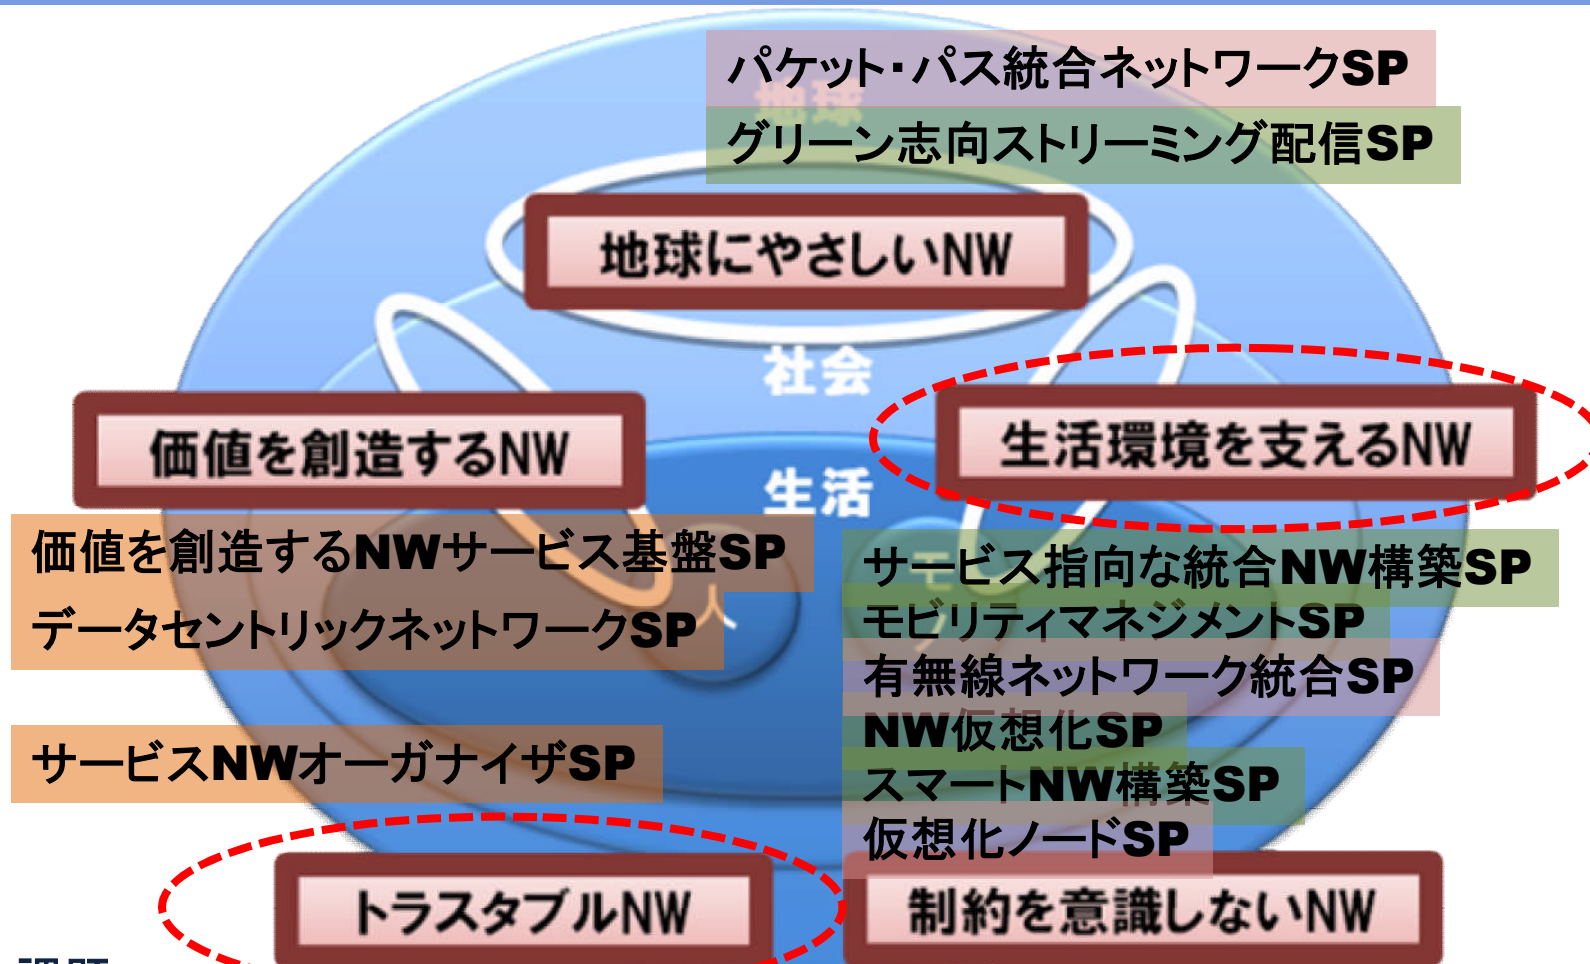 パケット・パス統合ネットワークSP
地球
グリーン志向ストリーミング配信SP
地球にやさしいNW
社会
価値を創造するNW
生活環境を支えるNW
生活
価値を創造するNWサービス基盤SP
サービス指向な統合NW構築SP
モ
人
データセントリックネットワークSP
モビリティマネジメントSP
有無線ネットワーク統合SP
NW仮想化SP
サービスNWオーガナイザSP
スマートNW構築SP
仮想化ノードSP
トラスタブルNW
制約を意識しないNW